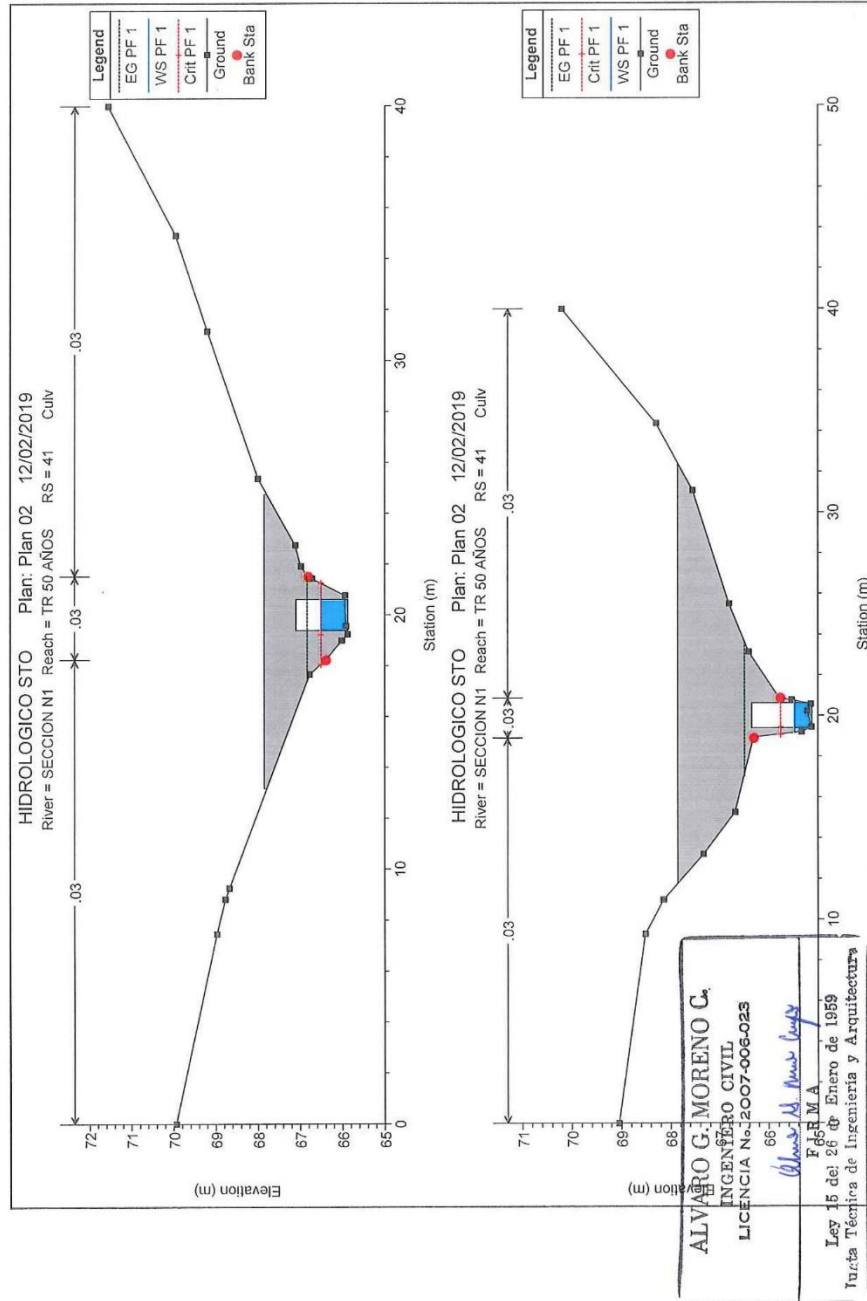 HIDROLOGICO STO Plan: Plan 02 12/02/2019
River = SECCION N1 Reach = TR 50 AÑOS RS = 41 Culv
.03
.03
.03
Legend
EG PF 1
WS PF 1
Crit PF 1
Ground
Bank Sta
Elevation (m)
72
71
70
69
68
67
66
65
0
10
20
30
40
Station (m)
HIDROLOGICO STO Plan: Plan 02 12/02/2019
River = SECCION N1 Reach = TR 50 AÑOS RS = 41 Culv
.03
.03
.03
Legend
EG PF 1
Crit PF 1
WS PF 1
Ground
Bank Sta
Elevation (m)
71
70
69
68
67
66
65
0
10
20
30
40
50
Station (m)
ALVARO G. MORENO C.
INGENIERO CIVIL
LICENCIA No. 2007-006-023
FIRMA
Ley 15 del 26 de Enero de 1959
Junta Técnica de Ingeniería y Arquitectura